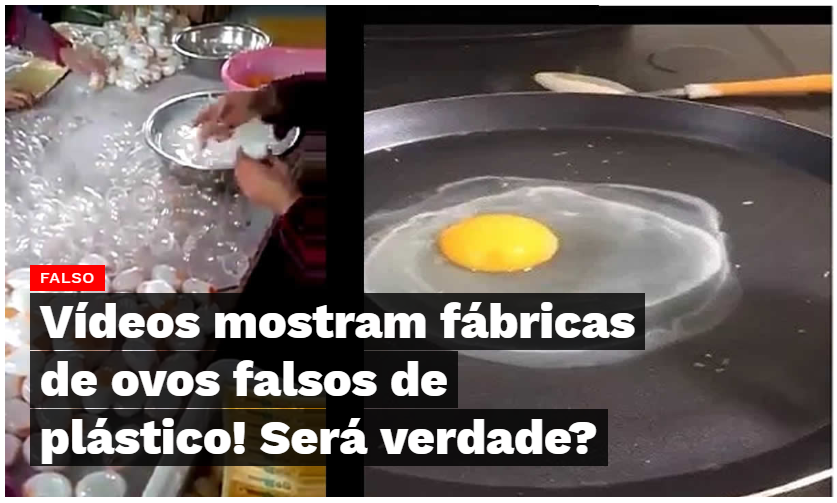 FALSO
Vídeos mostram fábricas
de ovos falsos de
plástico! Será verdade?